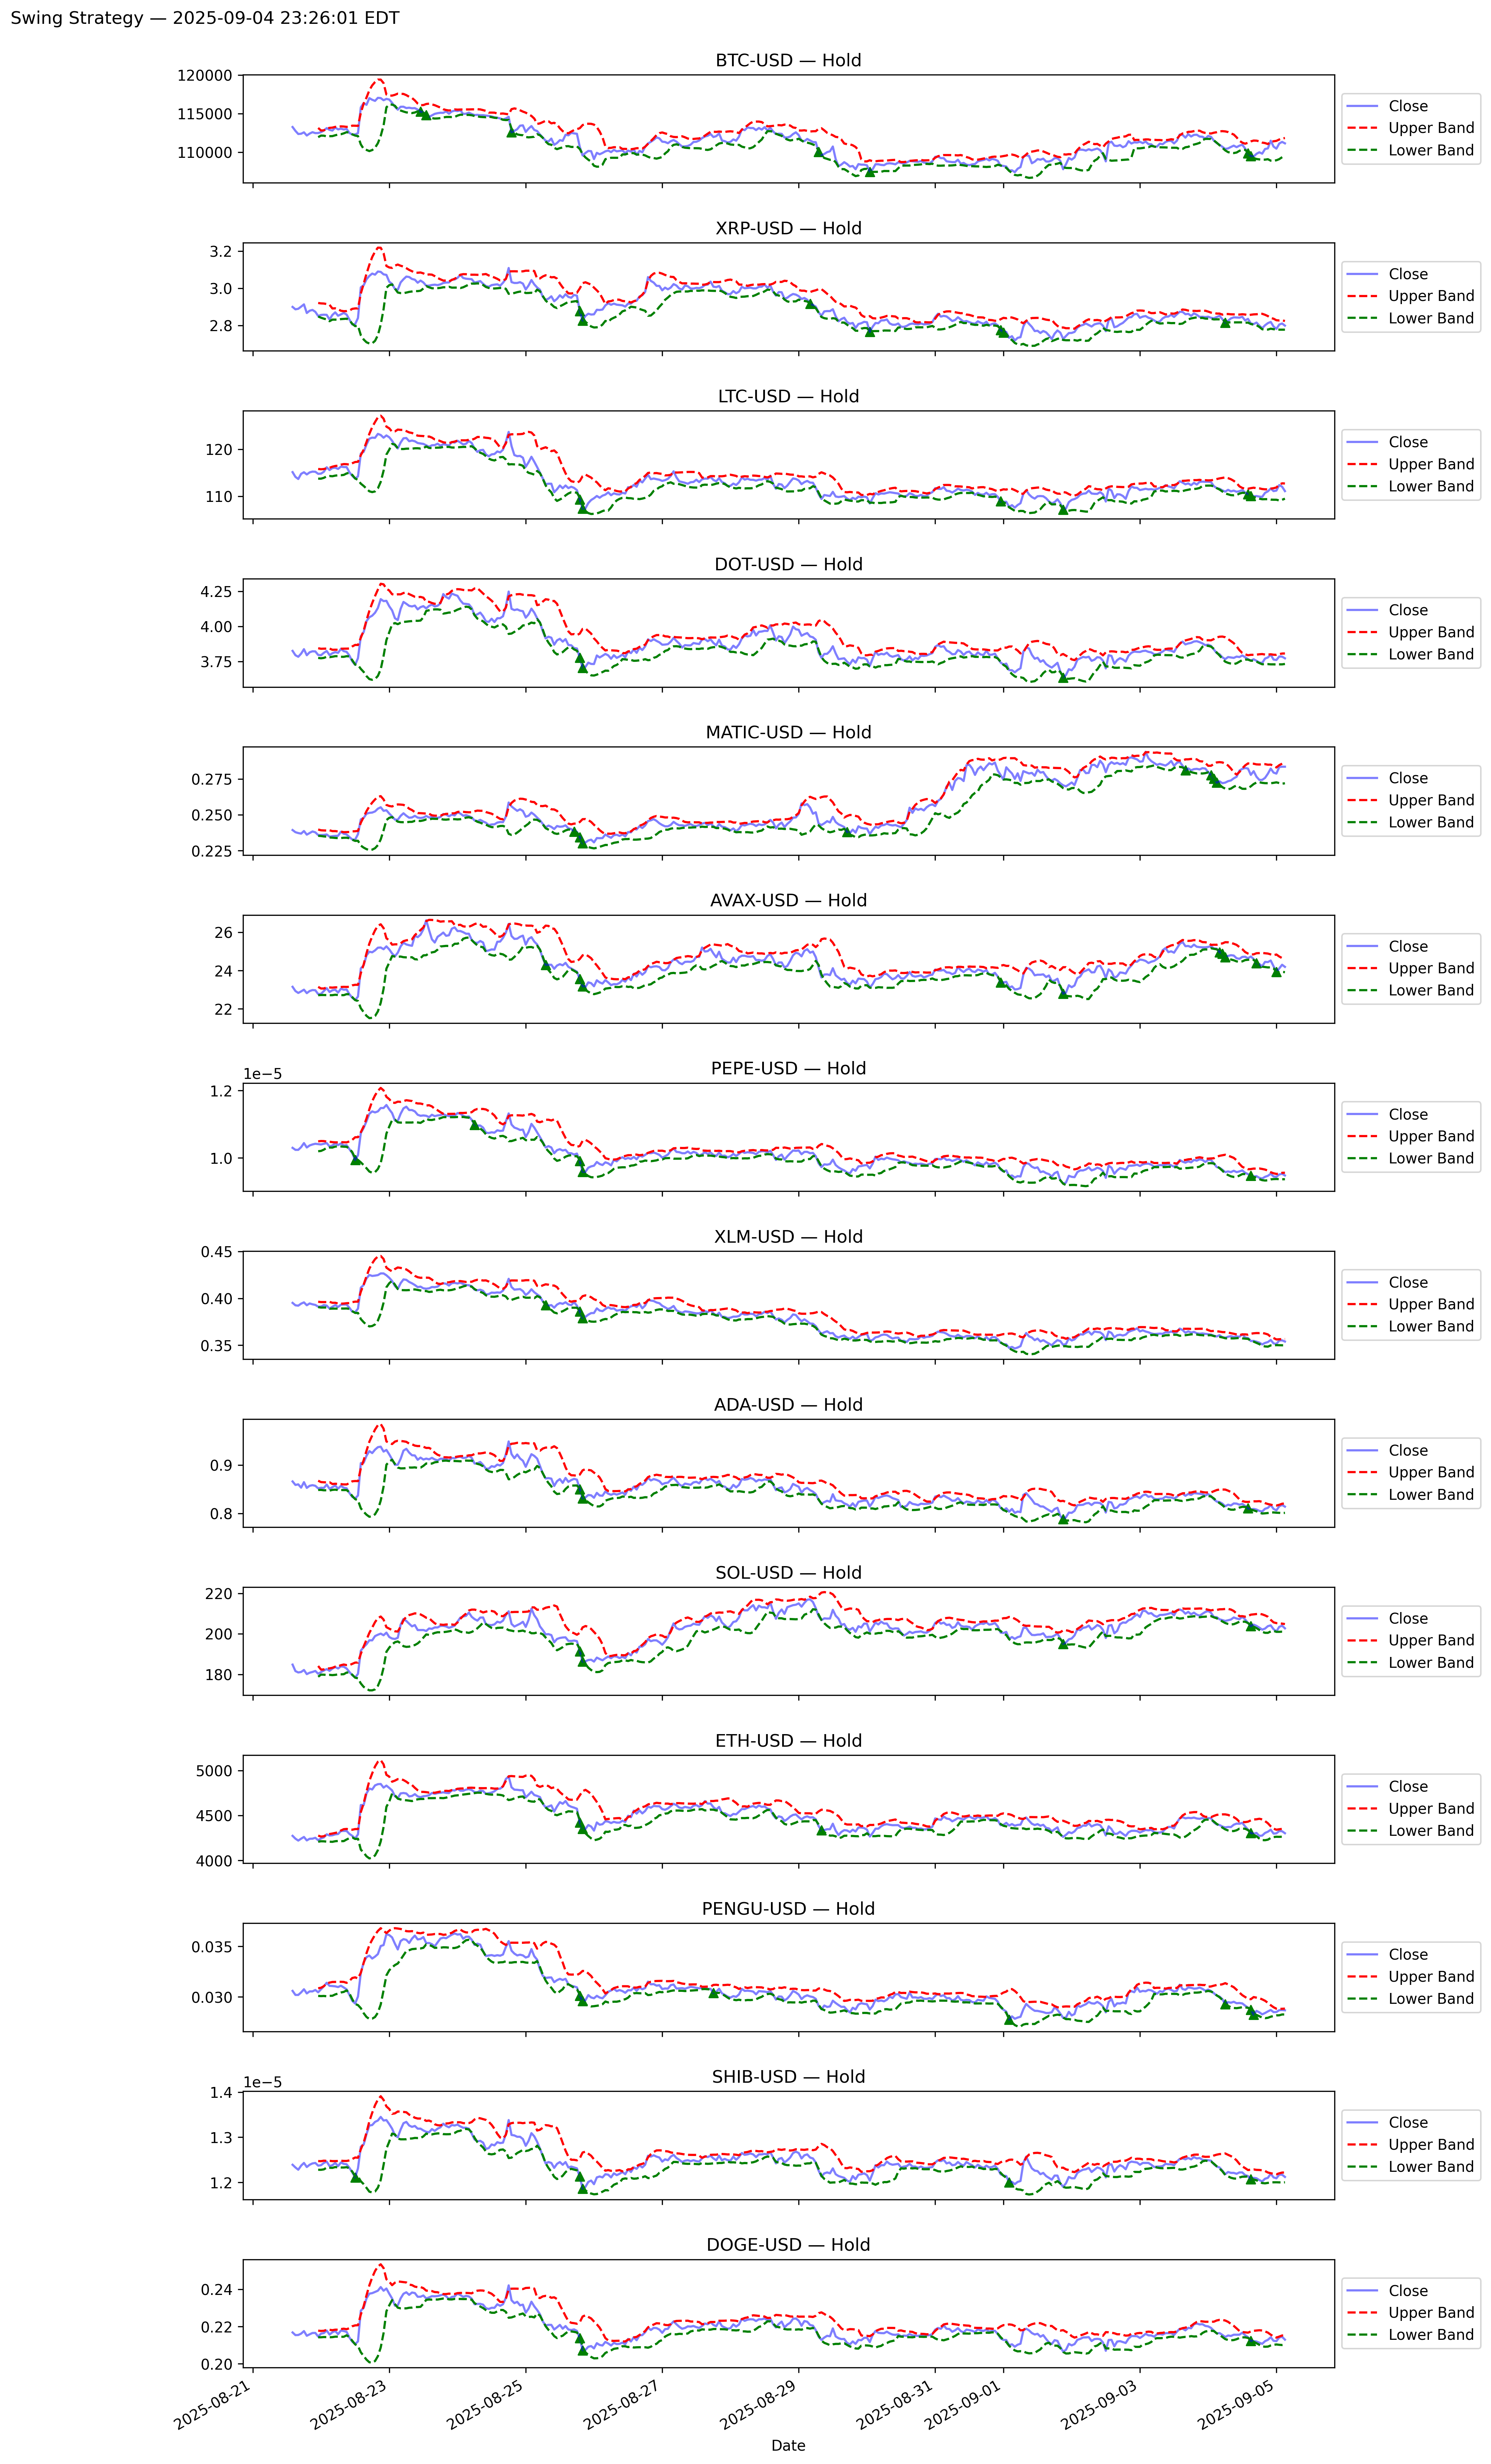 Swing Strategy — 2025-09-04 23:26:01 EDT
BTC-USD — Hold
120000
115000
110000
Close
Upper Band
Lower Band
XRP-USD — Hold
3.2
3.0
2.8
Close
Upper Band
Lower Band
LTC-USD — Hold
120
110
Close
Upper Band
Lower Band
DOT-USD — Hold
4.25
4.00
3.75
Close
Upper Band
Lower Band
MATIC-USD — Hold
0.275
0.250
0.225
Close
Upper Band
Lower Band
AVAX-USD — Hold
26
24
22
Close
Upper Band
Lower Band
PEPE-USD — Hold
1e−5
1.2
1.0
Close
Upper Band
Lower Band
XLM-USD — Hold
0.45
0.40
0.35
Close
Upper Band
Lower Band
ADA-USD — Hold
0.9
0.8
Close
Upper Band
Lower Band
SOL-USD — Hold
220
200
180
Close
Upper Band
Lower Band
ETH-USD — Hold
5000
4500
4000
Close
Upper Band
Lower Band
PENGU-USD — Hold
0.035
0.030
Close
Upper Band
Lower Band
SHIB-USD — Hold
1e−5
1.4
1.3
1.2
Close
Upper Band
Lower Band
DOGE-USD — Hold
0.24
0.22
0.20
Close
Upper Band
Lower Band
2025-08-21
2025-08-23
2025-08-25
2025-08-27
2025-08-29
2025-08-31
2025-09-01
2025-09-03
2025-09-05
Date